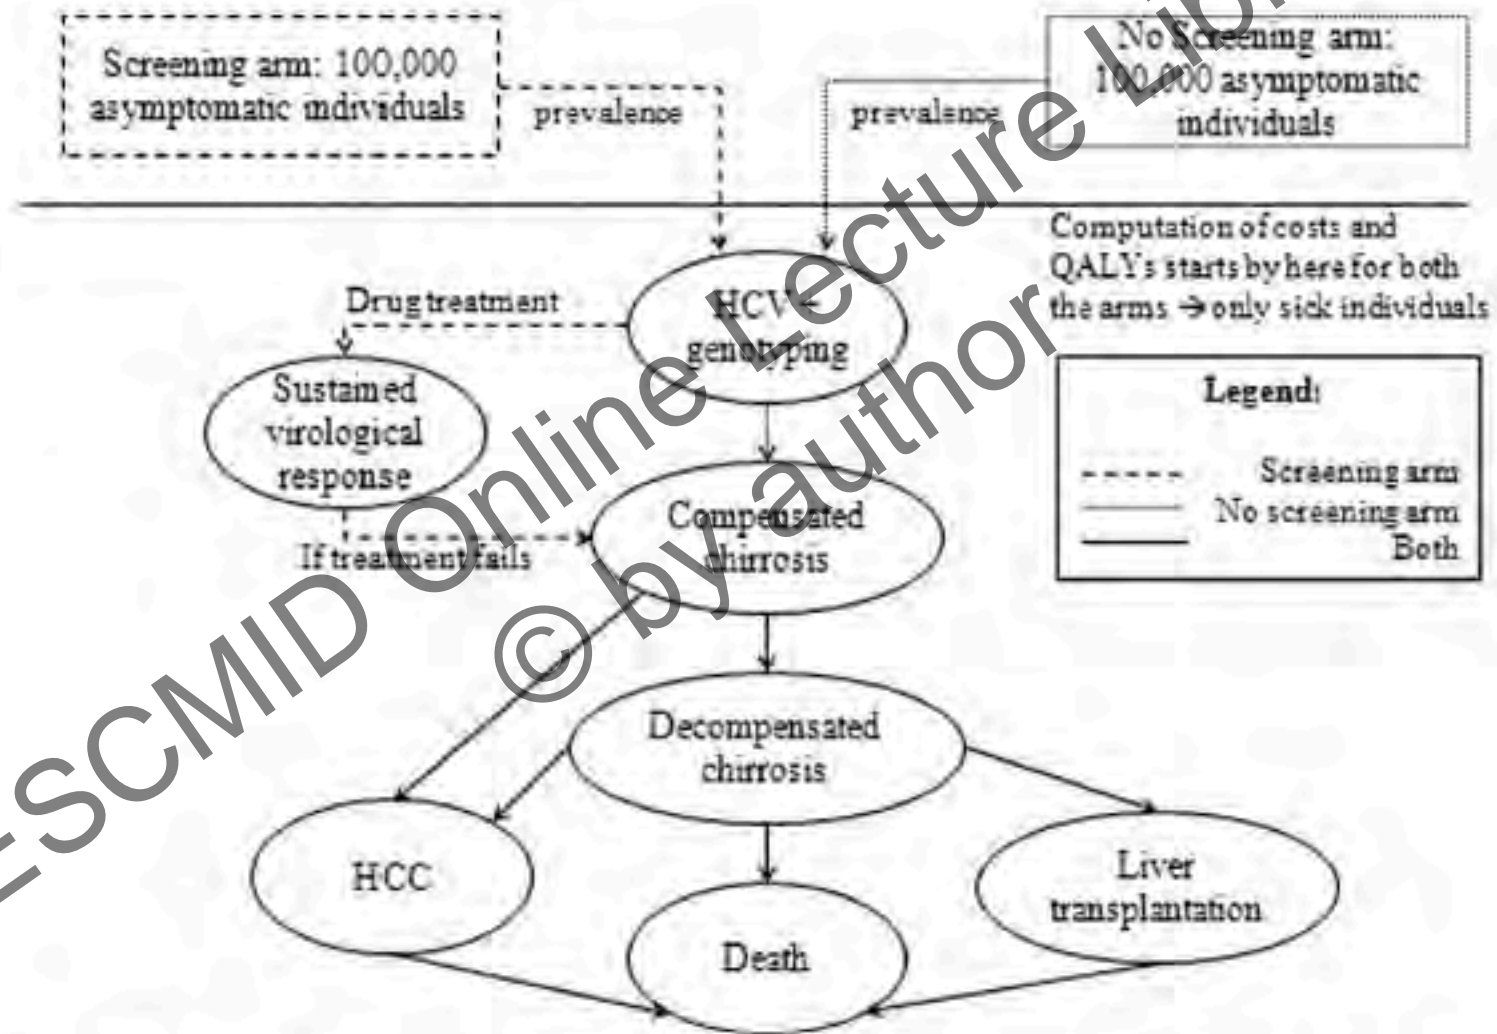 Screening arm: 100,000
asymptomatic individuals
prevalence
prevalence
No Screening arm:
100,000 asymptomatic
individuals
Computation of costs and
QALYs starts by here for both
the arms → only sick individuals
Drug treatment
HCV +
genotyping
Sustained
virological
response
If treatment fails
Compensated
chirrosis
Legend:
Screening arm
No screening arm
Both
Decompensated
chirrosis
HCC
Liver
transplantation
Death
ESCMID Online Lecture
© by author